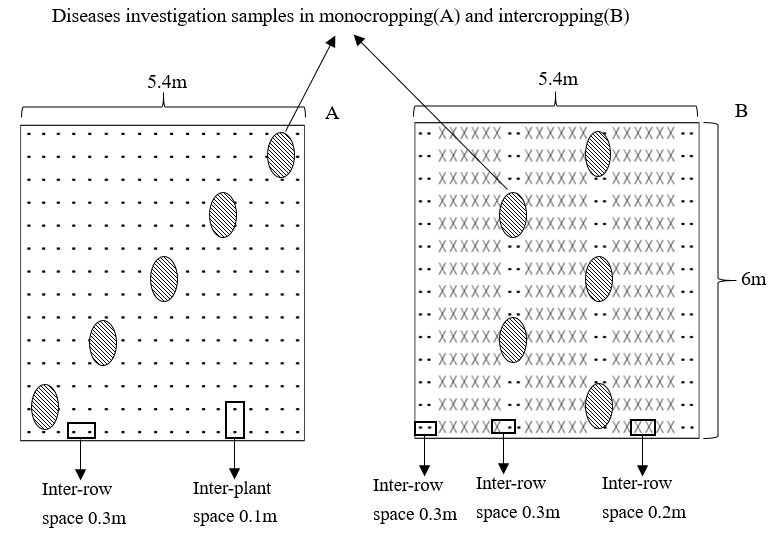 Diseases investigation samples in monocropping(A) and intercropping(B)
5.4m
5.4m
A
B
6m
Inter-row
space 0.3m
Inter-plant
space 0.1m
Inter-row
space 0.3m
Inter-row
space 0.3m
Inter-row
space 0.2m